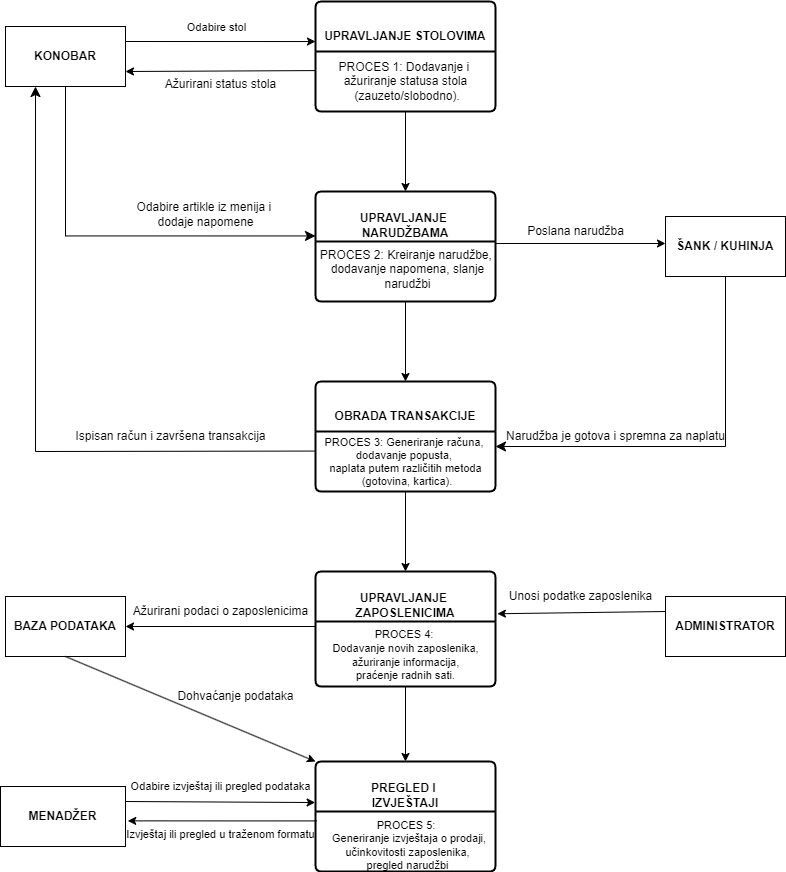 Odabire stol
UPRAVLJANJE STOLOVIMA
KONOBAR
PROCES 1: Dodavanje i
ažuriranje statusa stola
(zauzeto/slobodno).
Ažurirani status stola
Odabire artikle iz menija i
dodaje napomene
UPRAVLJANJE
NARUDŽBAMA
Poslana narudžba
ŠANK / KUHINJA
PROCES 2: Kreiranje narudžbe,
dodavanje napomena, slanje
narudžbi
OBRADA TRANSAKCIJE
Ispisan račun i završena transakcija
Narudžba je gotova i spremna za naplatu
PROCES 3: Generiranje računa,
dodavanje popusta,
naplata putem različitih metoda
(gotovina, kartica).
UPRAVLJANJE
ZAPOSLENICIMA
Unosi podatke zaposlenika
Ažurirani podaci o zaposlenicima
BAZA PODATAKA
ADMINISTRATOR
PROCES 4:
Dodavanje novih zaposlenika,
ažuriranje informacija,
praćenje radnih sati.
Dohvaćanje podataka
Odabire izvještaj ili pregled podataka
PREGLED I
IZVJEŠTAJI
MENADŽER
Izvještaj ili pregled u traženom formatu
PROCES 5:
Generiranje izvještaja o prodaji,
učinkovitosti zaposlenika,
pregled narudžbi